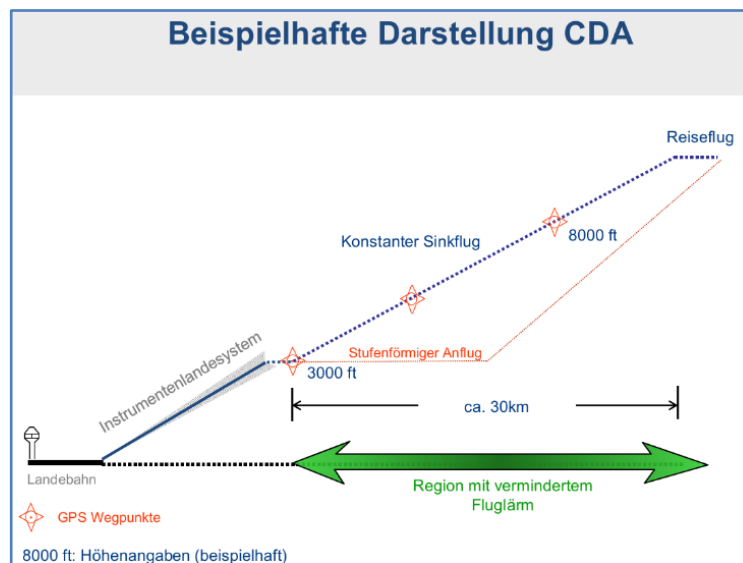 Beispielhafte Darstellung CDA
Reiseflug
Konstanter Sinkflug
8000 ft
Instrumentenlandesystem
Stufenförmiger Anflug
3000 ft
ca. 30km
Landebahn
Region mit vermindertem
Fluglärm
GPS Wegpunkte
8000 ft: Höhenangaben (beispielhaft)